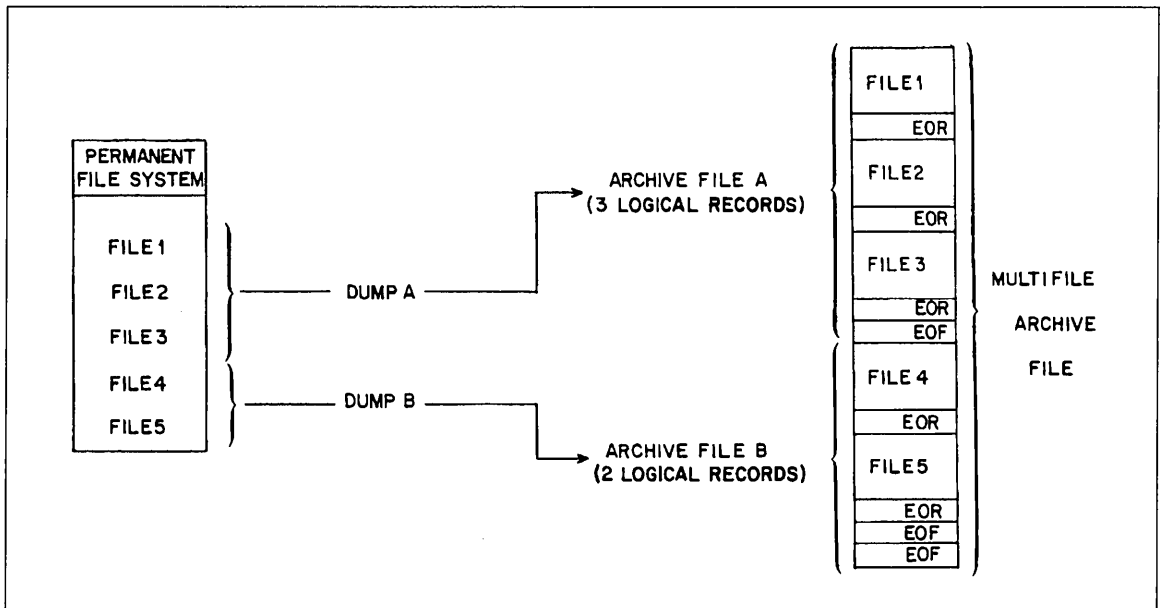 PERMANENT
FILE SYSTEM
FILE1
FILE2
FILE3
FILE4
FILE5
DUMP A
DUMP B
ARCHIVE FILE A
(3 LOGICAL RECORDS)
ARCHIVE FILE B
(2 LOGICAL RECORDS)
FILE1
EOR
FILE2
EOR
FILE3
EOR
EOF
FILE4
EOR
FILE5
EOR
EOF
EOF
MULTIFILE
ARCHIVE
FILE